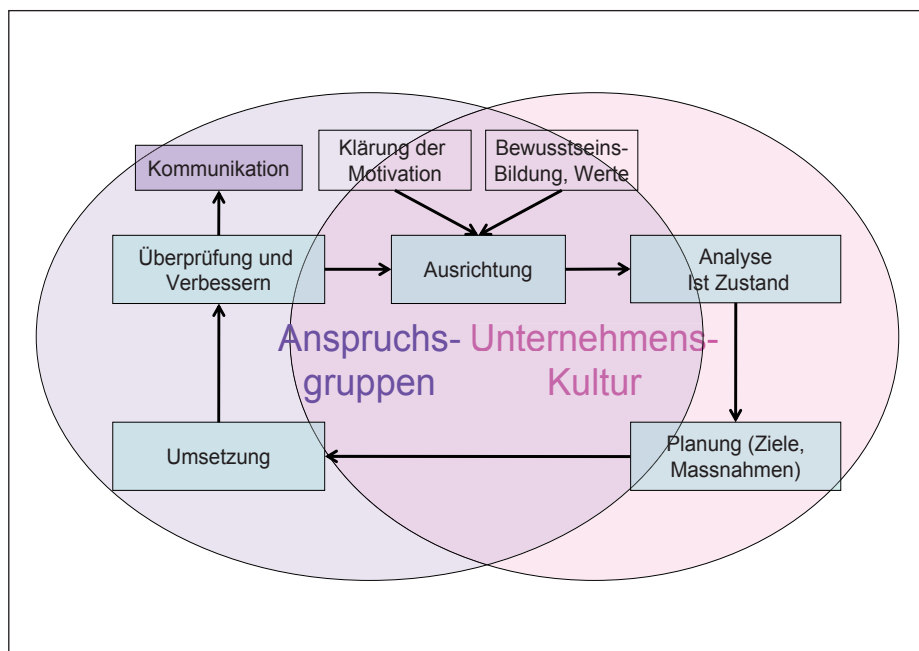 Klärung der
Motivation
Bewusstseins-
Bildung, Werte
Kommunikation
Überprüfung und
Verbessern
Ausrichtung
Analyse
Ist Zustand
Anspruchs-
gruppen
Unternehmens-
Kultur
Umsetzung
Planung (Ziele,
Massnahmen)